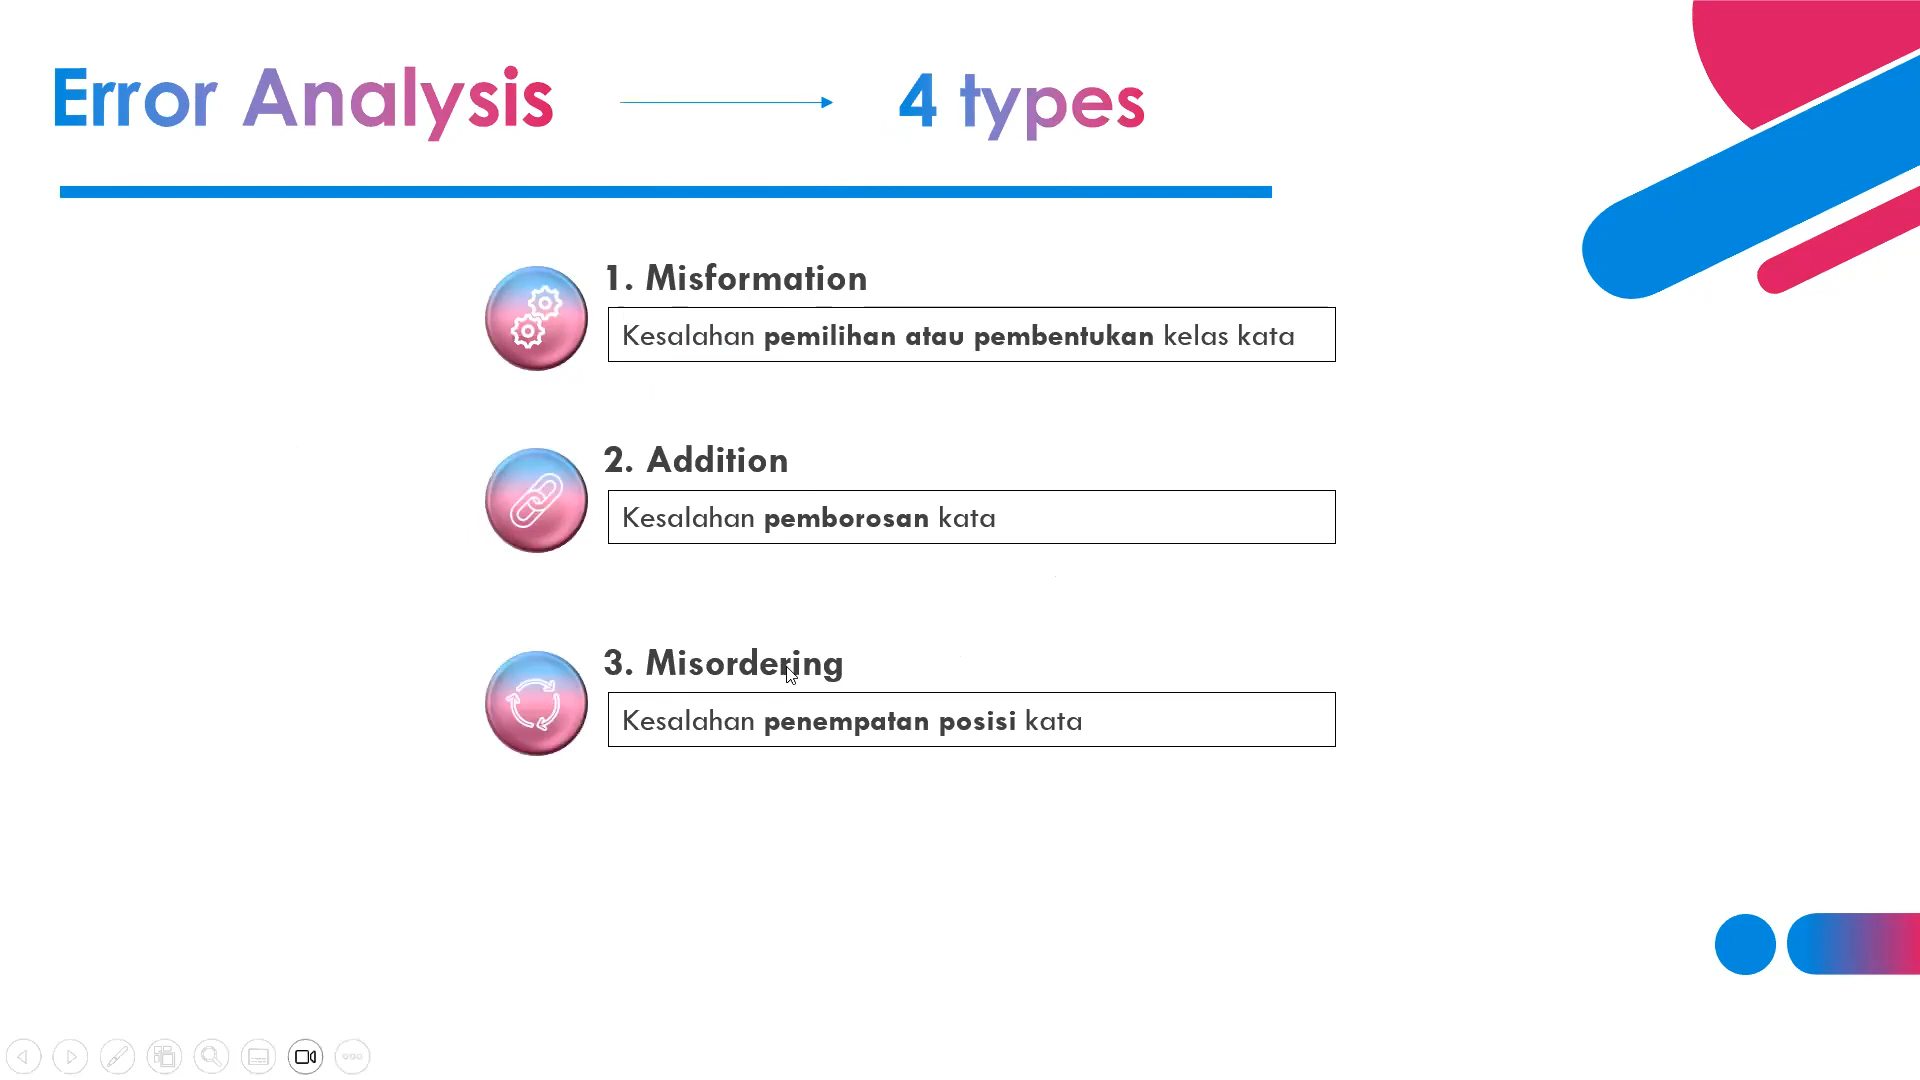 Error Analysis
4 types
1. Misformation
Kesalahan pemilihan atau pembentukan kelas kata
2. Addition
Kesalahan pemborosan kata
3. Misordering
Kesalahan penempatan posisi kata